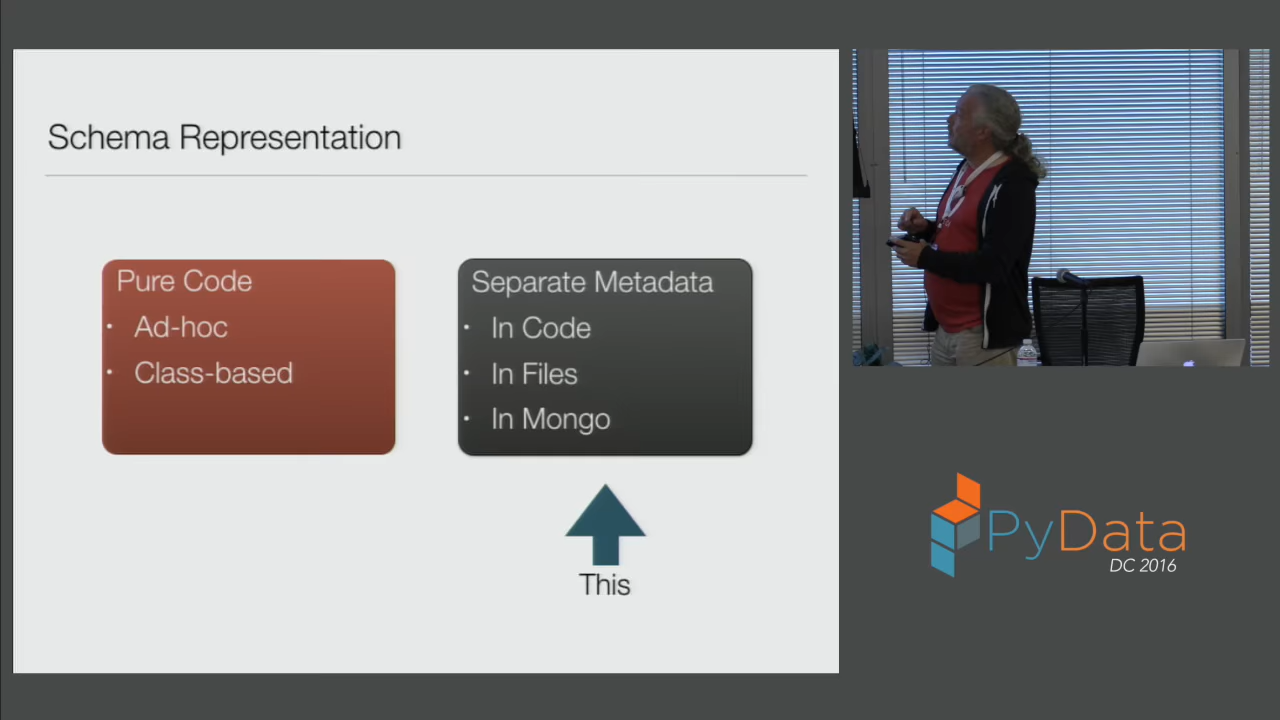 Schema Representation
Pure Code
• Ad-hoc
• Class-based
Separate Metadata
• In Code
• In Files
• In Mongo
This
PyData
DC 2016